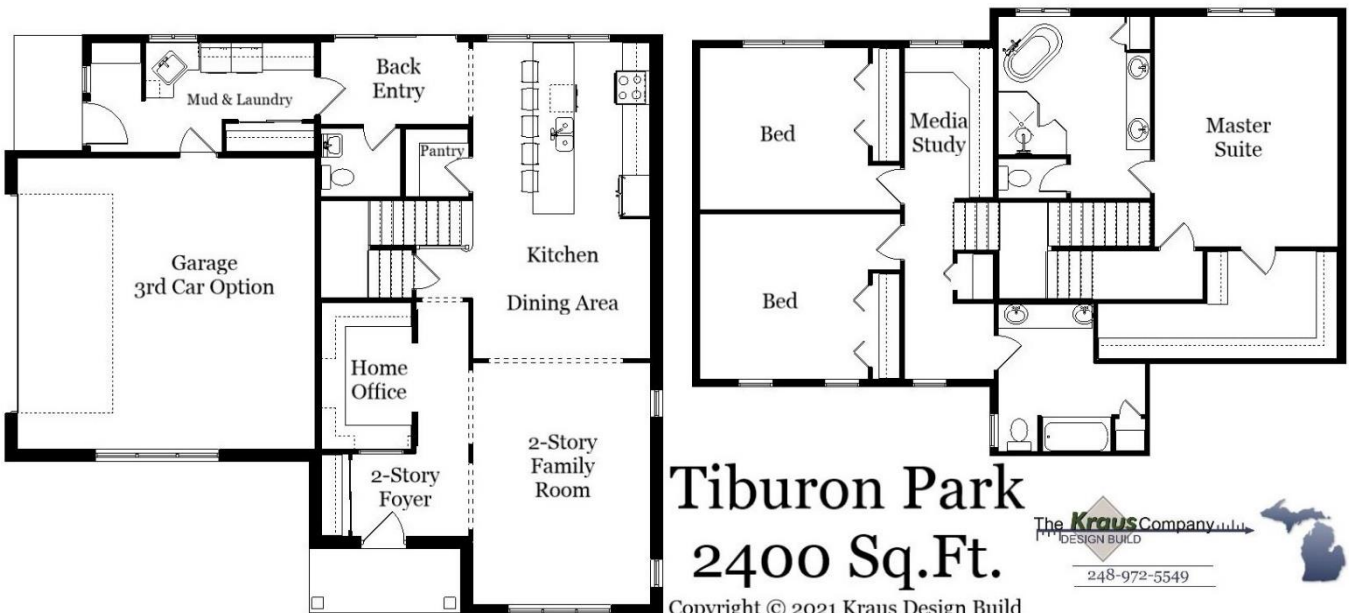 Back
Entry
Mud & Laundry
Pantry
Kitchen
Dining Area
Garage
3rd Car Option
Home
Office
2-Story
Foyer
2-Story
Family
Room
Bed
Media
Study
Master
Suite
Bed
Tiburon Park
2400 Sq.Ft.
Copyright © 2021 Kraus Design Build
The Kraus Company
DESIGN BUILD
248-972-5549